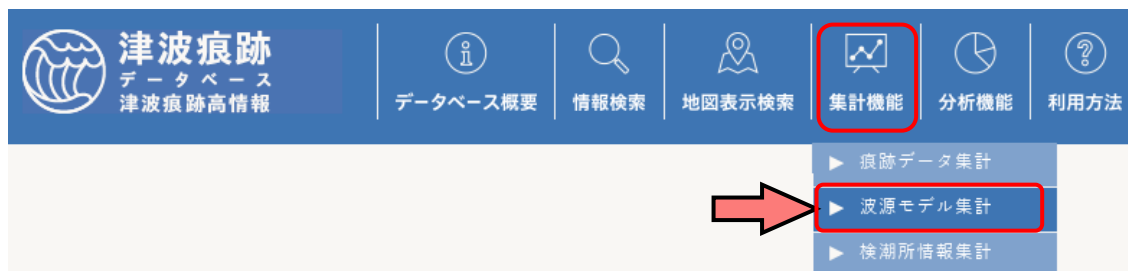 津波痕跡
データベース
津波痕跡高情報
データベース概要
情報検索
地図表示検索
集計機能
分析機能
利用方法
▶ 痕跡データ集計
▶ 波源モデル集計
▶ 検潮所情報集計